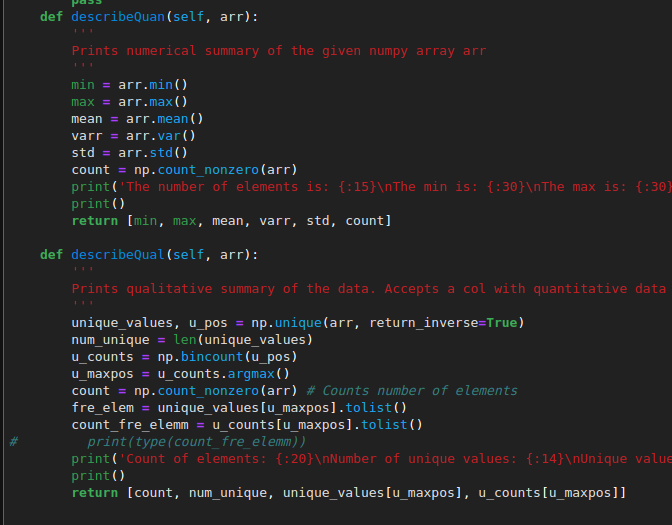 pass
def describeQuan(self, arr):
'''
Prints numerical summary of the given numpy array arr
'''
min = arr.min()
max = arr.max()
mean = arr.mean()
varr = arr.var()
std = arr.std()
count = np.count_nonzero(arr)
print('The number of elements is: {:15}\nThe min is: {:30}\nThe max is: {:30}
print()
return [min, max, mean, varr, std, count]
def describeQual(self, arr):
'''
Prints qualitative summary of the data. Accepts a col with quantitative data
'''
unique_values, u_pos = np.unique(arr, return_inverse=True)
num_unique = len(unique_values)
u_counts = np.bincount(u_pos)
u_maxpos = u_counts.argmax()
count = np.count_nonzero(arr) # Counts number of elements
fre_elem = unique_values[u_maxpos].tolist()
count_fre_elemm = u_counts[u_maxpos].tolist()
# print(type(count_fre_elemm))
print('Count of elements: {:20}\nNumber of unique values: {:14}\nUnique value
print()
return [count, num_unique, unique_values[u_maxpos], u_counts[u_maxpos]]